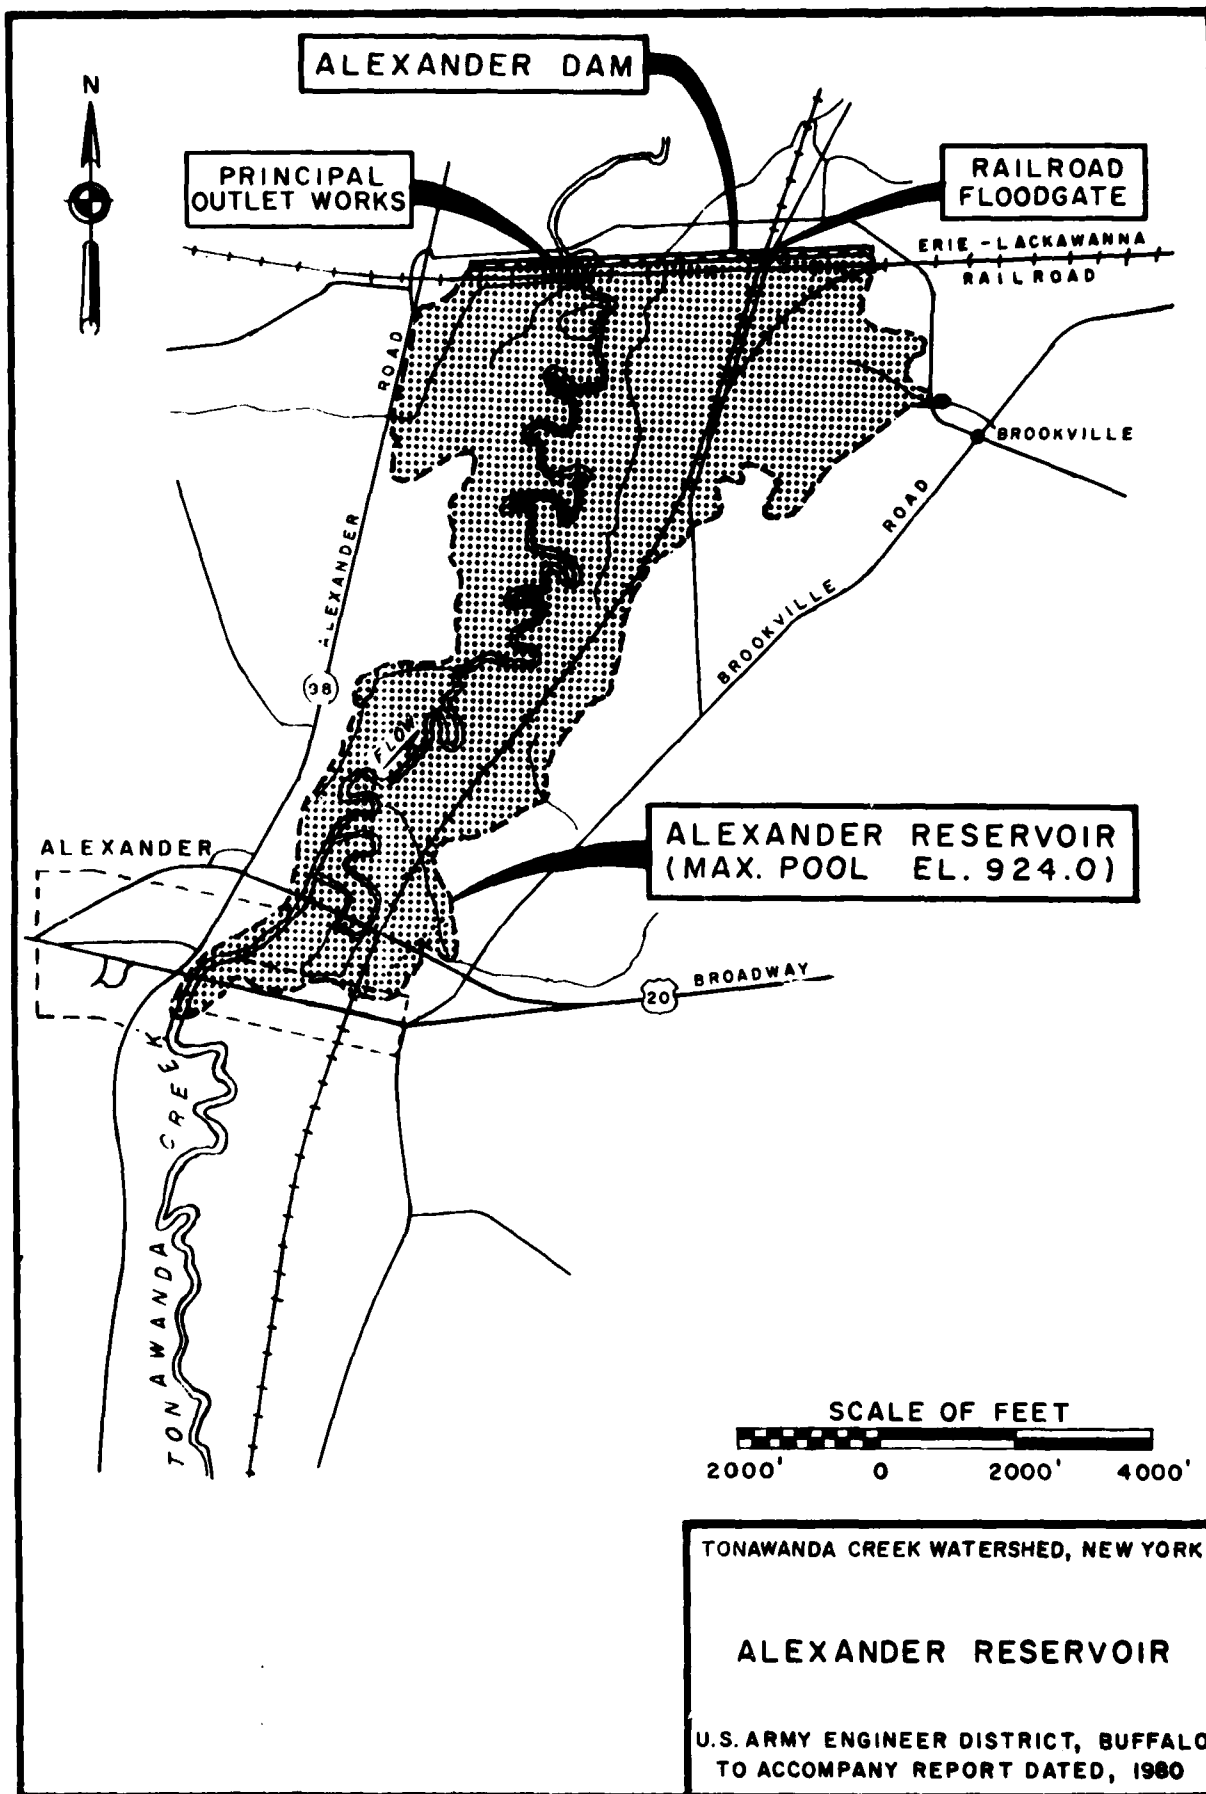 ALEXANDER DAM
N
PRINCIPAL
OUTLET WORKS
RAILROAD
FLOODGATE
ERIE - LACKAWANNA
RAILROAD
ALEXANDER ROAD
BROOKVILLE
BROOKVILLE ROAD
98
FLOW
ALEXANDER
ALEXANDER RESERVOIR
(MAX. POOL EL. 924.0)
BROADWAY
20
TONAWANDA CREEK
SCALE OF FEET
2000' 0 2000' 4000'
TONAWANDA CREEK WATERSHED, NEW YORK
ALEXANDER RESERVOIR
U.S. ARMY ENGINEER DISTRICT, BUFFALO
TO ACCOMPANY REPORT DATED, 1980